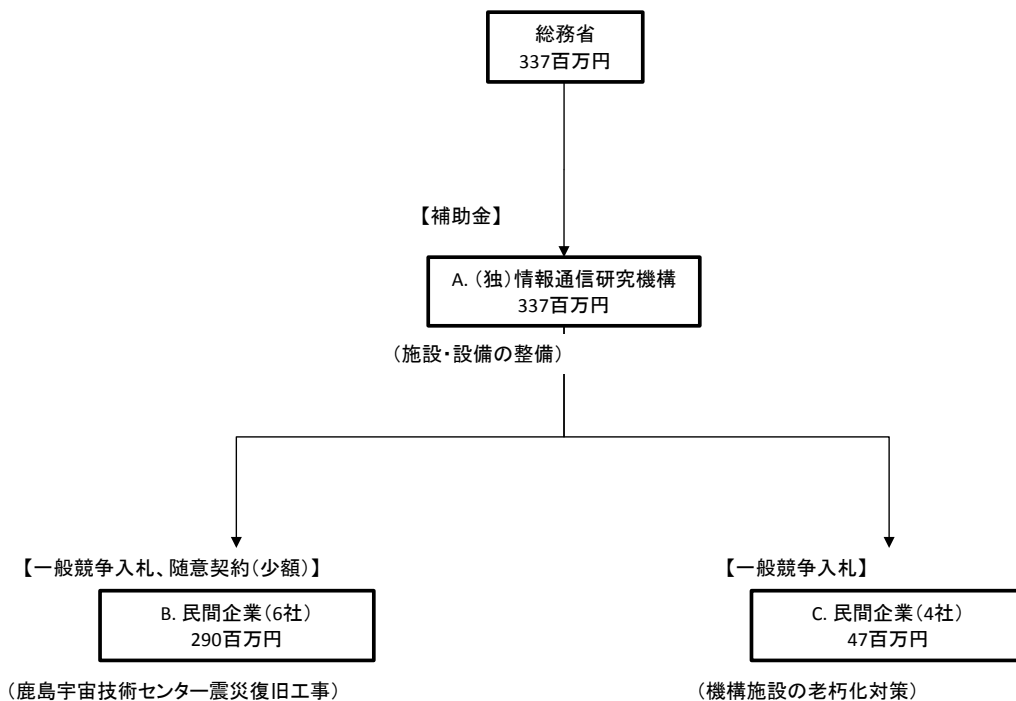 総務省
337百万円
【補助金】
A. （独）情報通信研究機構
337百万円
（施設・設備の整備）
【一般競争入札、随意契約（少額）】
B. 民間企業（6社）
290百万円
（鹿島宇宙技術センター震災復旧工事）
【一般競争入札】
C. 民間企業（4社）
47百万円
（機構施設の老朽化対策）